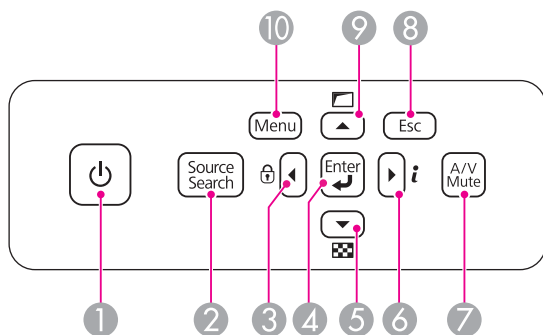 10 9 8
Menu Esc
Source
Search
Enter
i
A/V
Mute
1 2 3 4 5 6 7